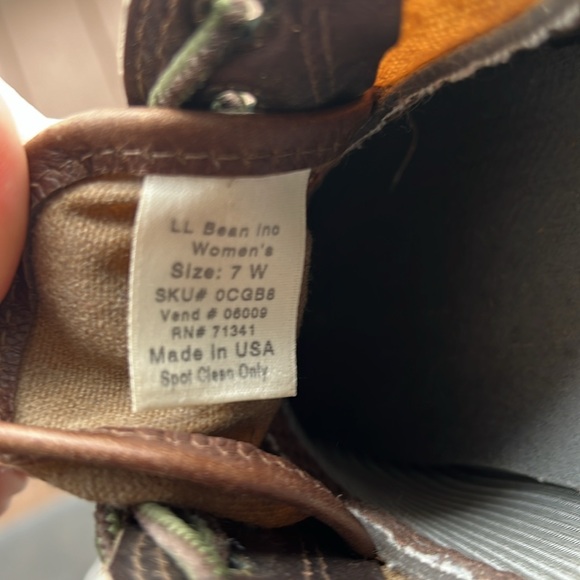 LL Bean Inc
Women's
Size: 7 W
SKU# 0CGB8
Vend # 06009
RN# 71341
Made in USA
Spot Clean Only